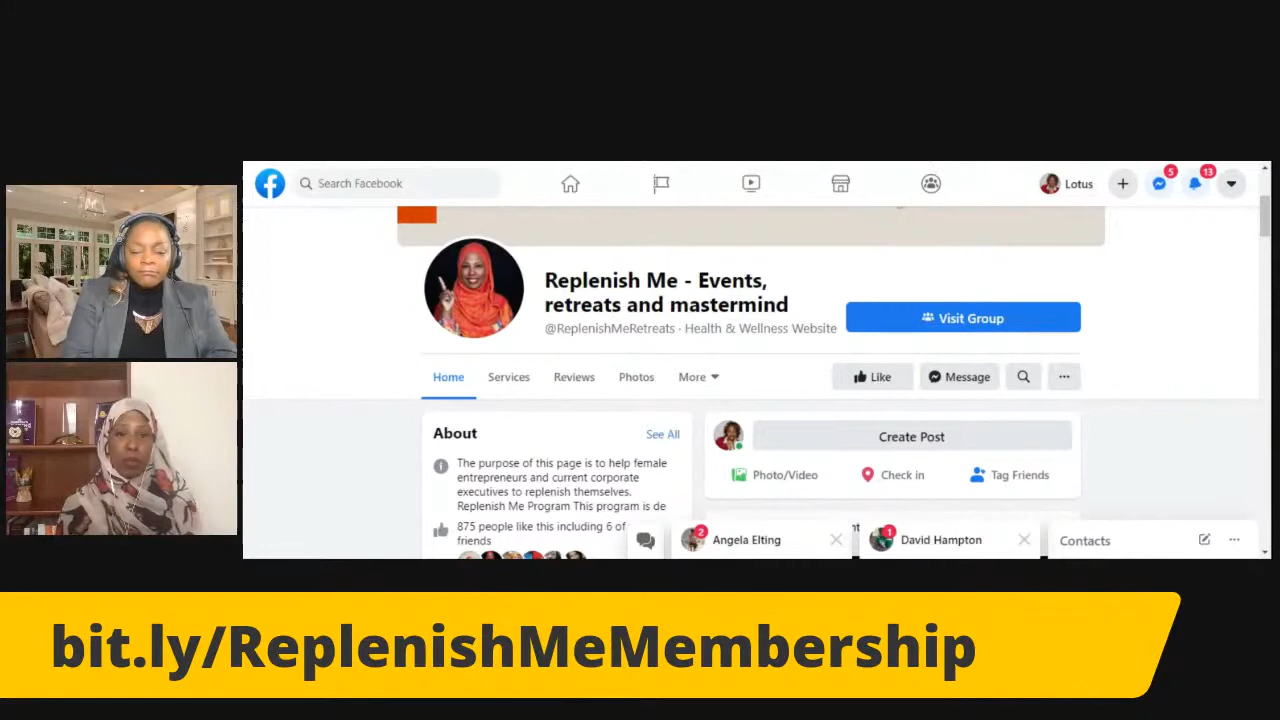 Search Facebook
Lotus
5
13
Replenish Me - Events,
retreats and mastermind
@ReplenishMeRetreats · Health & Wellness Website
Visit Group
Home
Services
Reviews
Photos
More
Like
Message
About
See All
The purpose of this page is to help female
entrepreneurs and current corporate
executives to replenish themselves.
Replenish Me Program This program is de
875 people like this including 6 of
friends
Create Post
Photo/Video
Check in
Tag Friends
2
Angela Elting
1
David Hampton
Contacts
bit.ly/ReplenishMeMembership